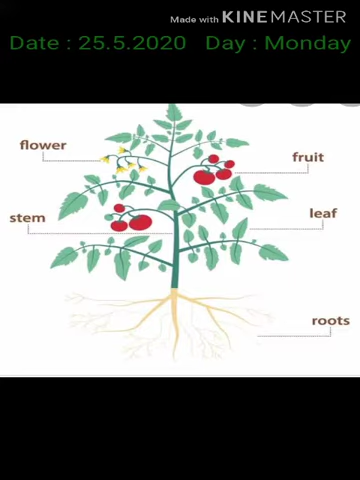 Made with KINEMASTER
Date : 25.5.2020 Day : Monday
flower
fruit
stem
leaf
roots